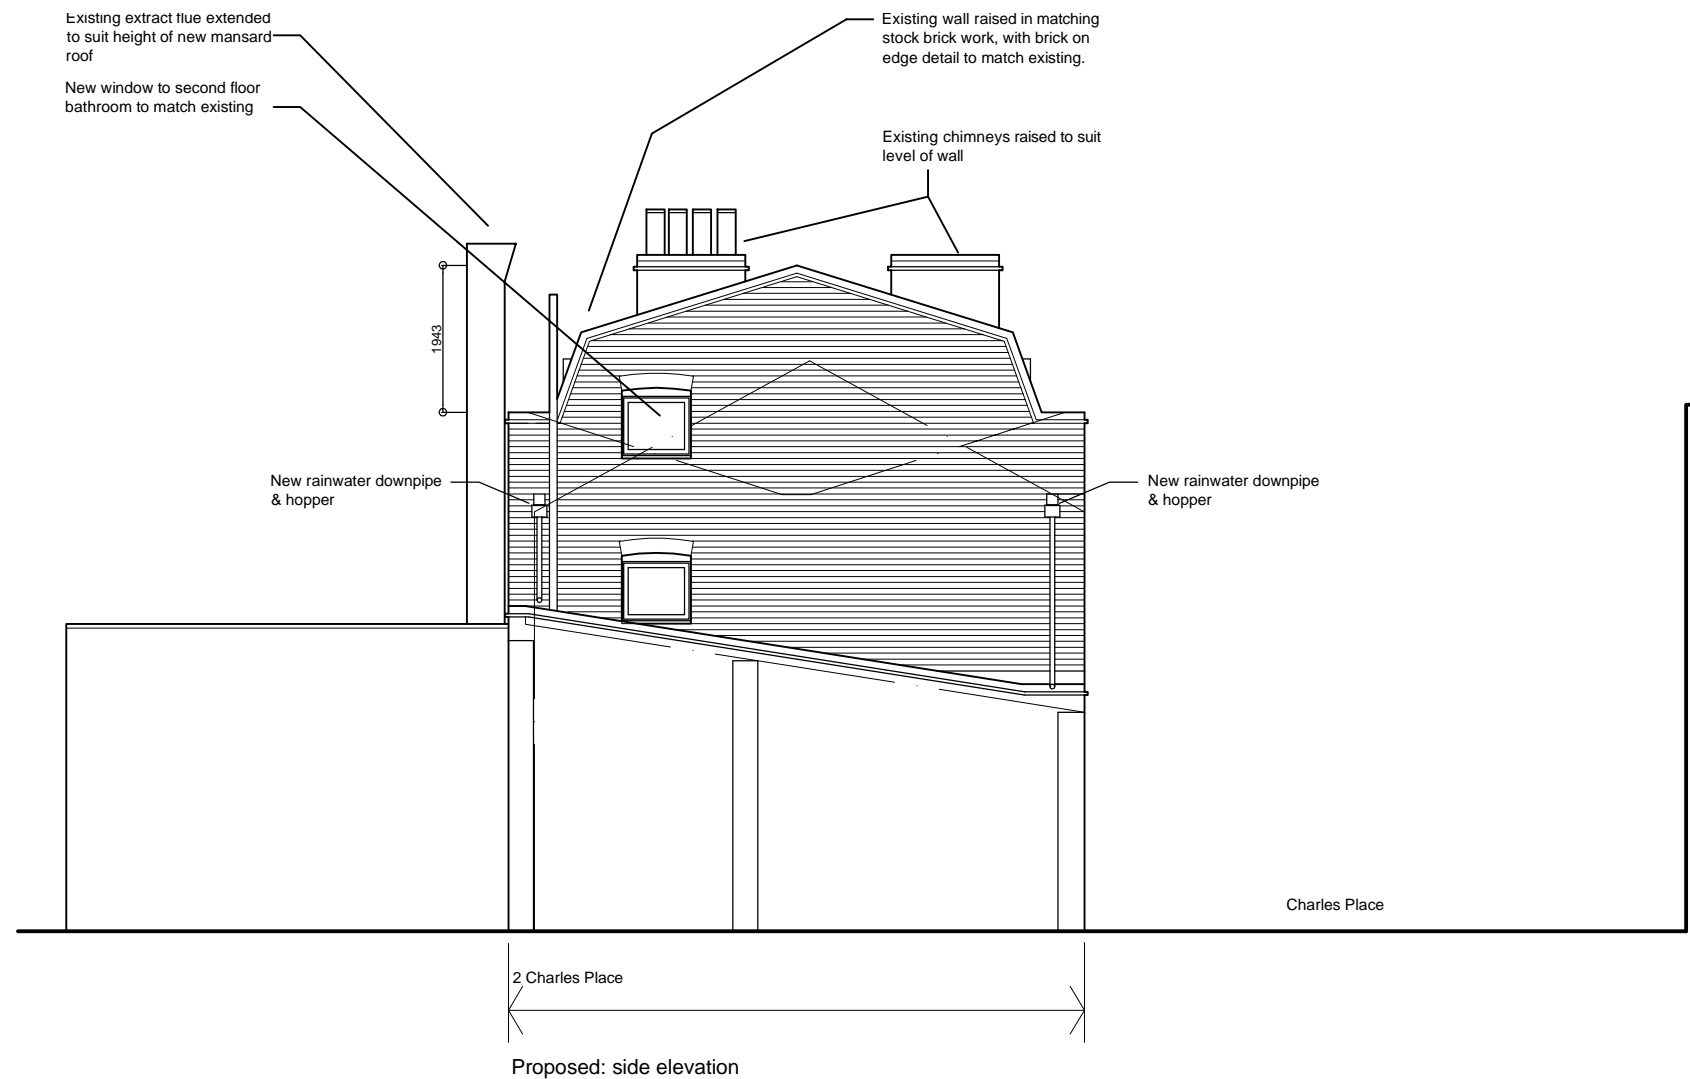 Existing extract flue extended
to suit height of new mansard
roof
New window to second floor
bathroom to match existing
Existing wall raised in matching
stock brick work, with brick on
edge detail to match existing.
Existing chimneys raised to suit
level of wall
1943
New rainwater downpipe
& hopper
New rainwater downpipe
& hopper
Charles Place
2 Charles Place
Proposed: side elevation